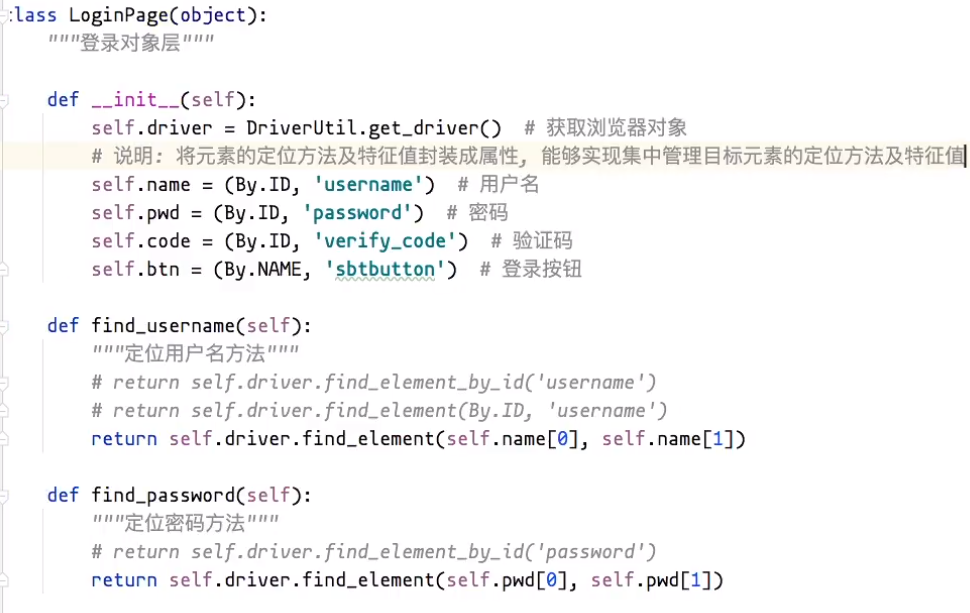 class LoginPage(object):
    """登录对象层"""

    def __init__(self):
        self.driver = DriverUtil.get_driver()  # 获取浏览器对象
        # 说明: 将元素的定位方法及特征值封装成属性, 能够实现集中管理目标元素的定位方法及特征值
        self.name = (By.ID, 'username')  # 用户名
        self.pwd = (By.ID, 'password')  # 密码
        self.code = (By.ID, 'verify_code')  # 验证码
        self.btn = (By.NAME, 'sbtbutton')  # 登录按钮

    def find_username(self):
        """定位用户名方法"""
        # return self.driver.find_element_by_id('username')
        # return self.driver.find_element(By.ID, 'username')
        return self.driver.find_element(self.name[0], self.name[1])

    def find_password(self):
        """定位密码方法"""
        # return self.driver.find_element_by_id('password')
        return self.driver.find_element(self.pwd[0], self.pwd[1])